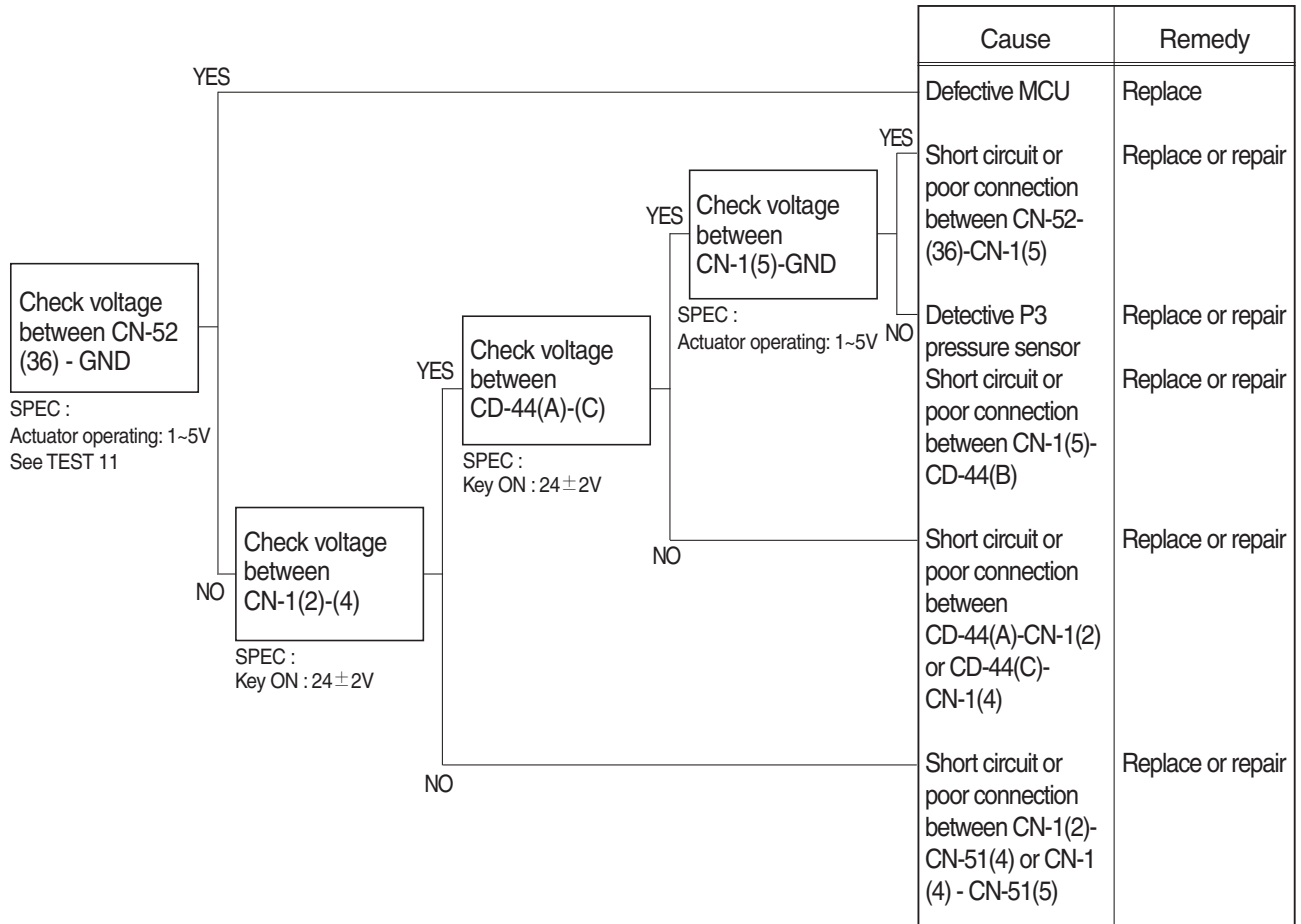 Cause
Remedy
YES
Defective MCU
Replace
YES
Short circuit or
poor connection
between CN-52-
(36)-CN-1(5)
Replace or repair
YES
Check voltage
between
CN-1(5)-GND
SPEC :
Actuator operating: 1~5V
NO
Detective P3
pressure sensor
Replace or repair
Short circuit or
poor connection
between CN-1(5)-
CD-44(B)
Replace or repair
Check voltage
between CN-52
(36) - GND
SPEC :
Actuator operating: 1~5V
See TEST 11
YES
Check voltage
between
CD-44(A)-(C)
SPEC :
Key ON : 24±2V
NO
Short circuit or
poor connection
between
CD-44(A)-CN-1(2)
or CD-44(C)-
CN-1(4)
Replace or repair
NO
Check voltage
between
CN-1(2)-(4)
SPEC :
Key ON : 24±2V
NO
Short circuit or
poor connection
between CN-1(2)-
CN-51(4) or CN-1
(4) - CN-51(5)
Replace or repair